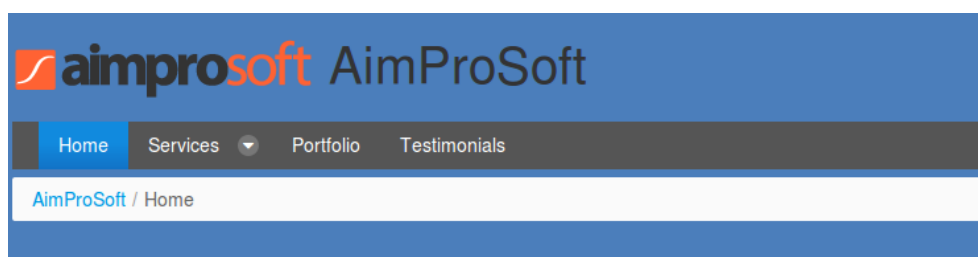 aimprosoft AimProSoft
Home Services Portfolio Testimonials
AimProSoft / Home